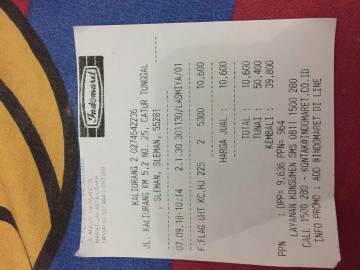 Indomaret
KALIURANG 2 0274542236
JL. KALIURANG KM 5,2 NO. 25, CATUR TUNGGAL
, SLEMAN, SLEMAN, 55281
07.09.18-10:14 2.1.30 301130/LASMIYA/01
F.FLAG UHT KC.HJ 225 2 5300 10,600
HARGA JUAL : 10,600
TOTAL : 10,600
TUNAI : 50,400
KEMBALI : 39,800
PPN : DPP= 9,636 PPN= 964
LAYANAN KONSUMEN SMS 0811 1500 280
CALL 1500 280 - KONTAK@INDOMARET.CO.ID
INFO PROMO : ADD @INDOMARET DI LINE